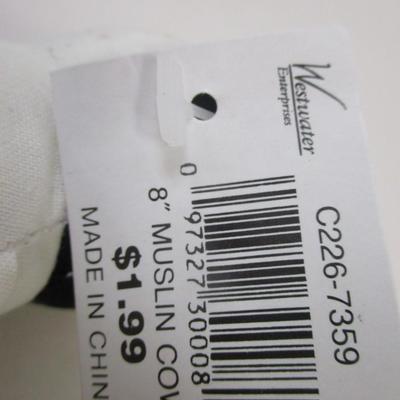 Westwater
Enterprises
C226-7359
0 97327 30008
8" MUSLIN COW
$1.99
MADE IN CHIN